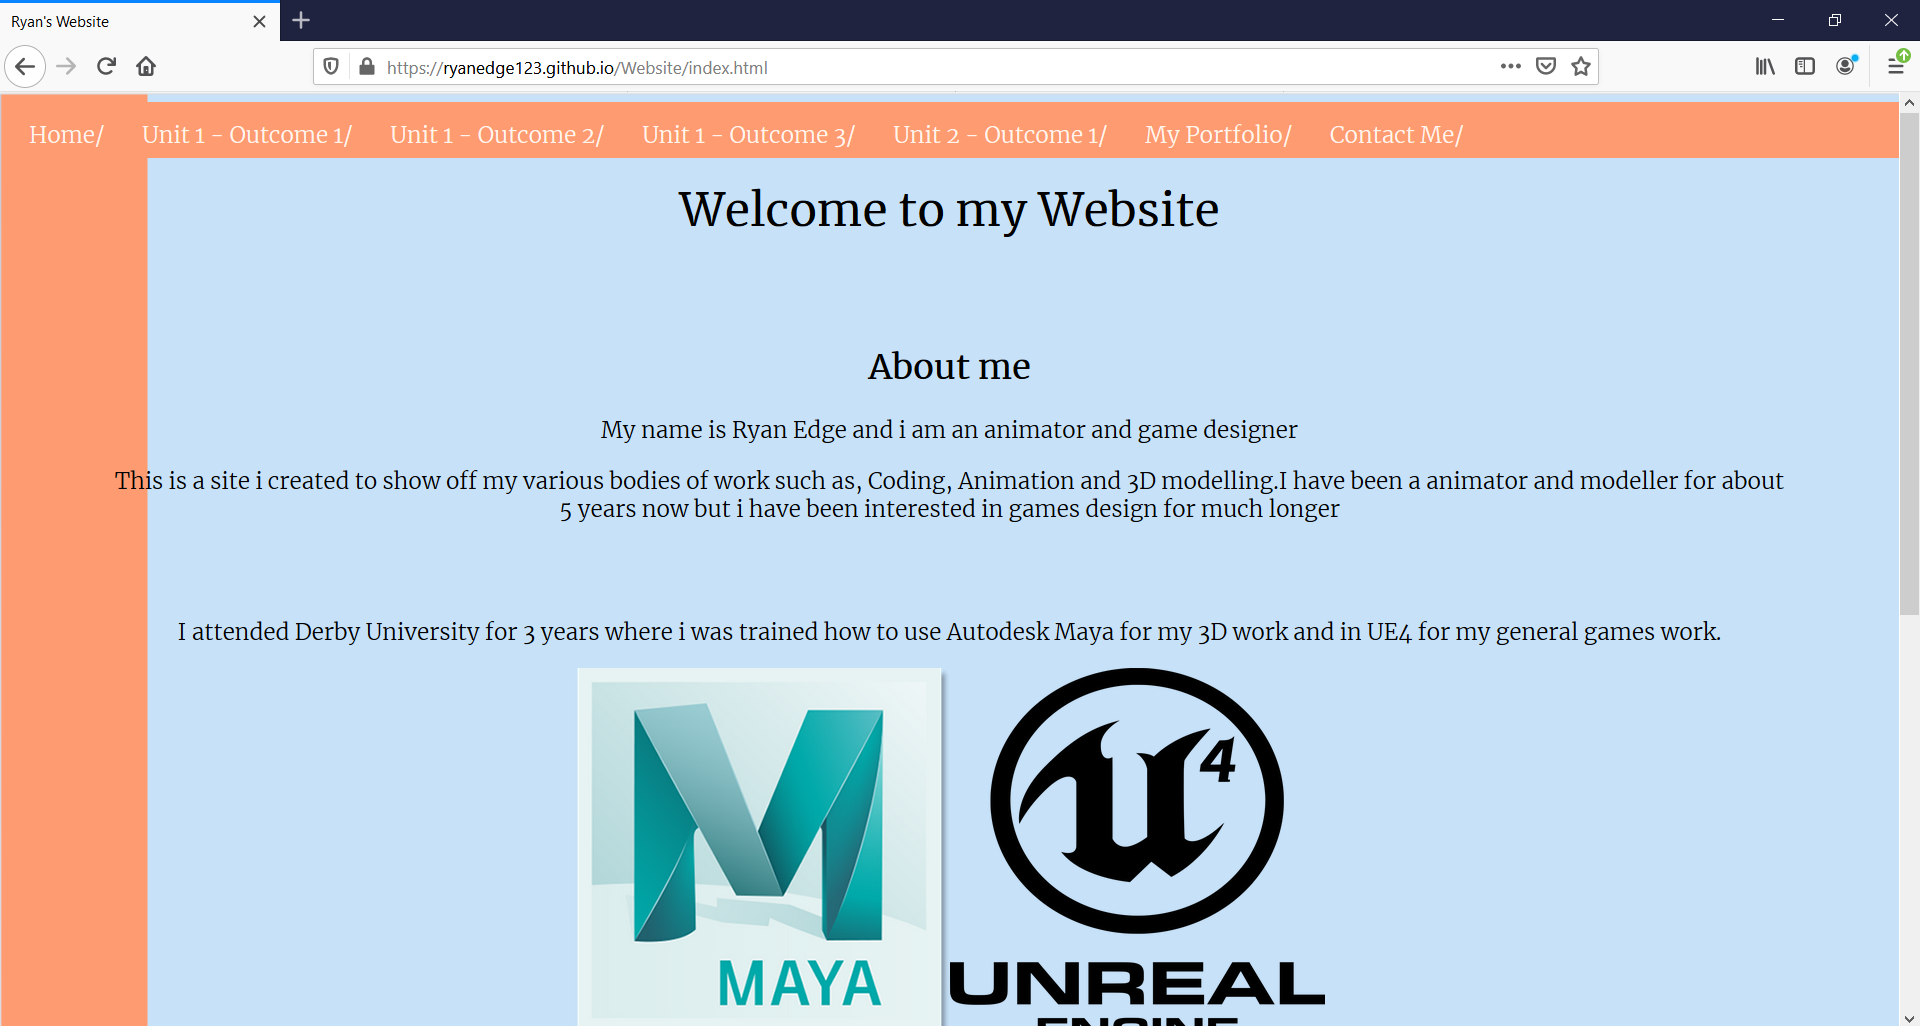 Ryan's Website
https://ryanedge123.github.io/Website/index.html
Home/ Unit 1 - Outcome 1/ Unit 1 - Outcome 2/ Unit 1 - Outcome 3/ Unit 2 - Outcome 1/ My Portfolio/ Contact Me/
Welcome to my Website
About me
My name is Ryan Edge and i am an animator and game designer
This is a site i created to show off my various bodies of work such as, Coding, Animation and 3D modelling.I have been a animator and modeller for about
5 years now but i have been interested in games design for much longer
I attended Derby University for 3 years where i was trained how to use Autodesk Maya for my 3D work and in UE4 for my general games work.
M
MAYA
U4
UNREAL
ENGINE